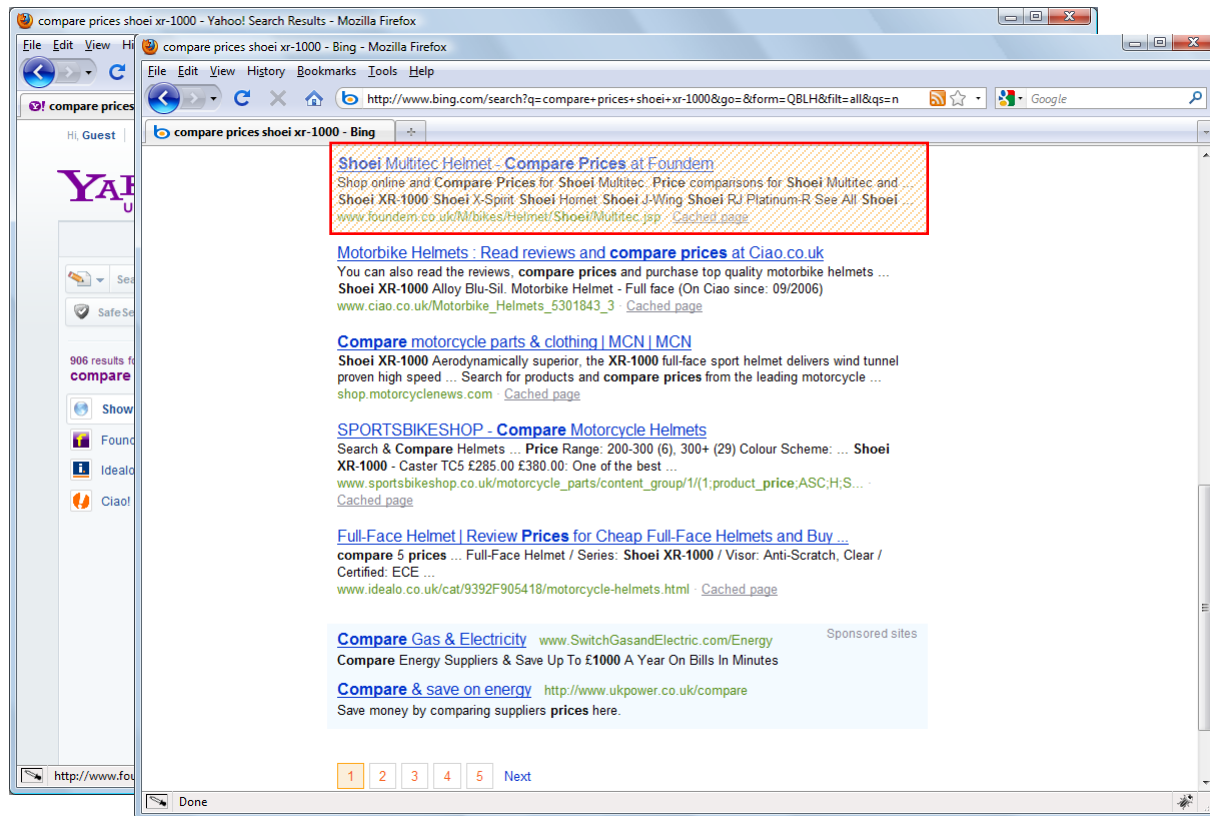 compare prices shoei xr-1000 - Yahoo! Search Results - Mozilla Firefox
File Edit View Hi
compare prices
Hi, Guest
YA
U
Sea
SafeSe
906 results fo
compare
Show
Found
Idealo
Ciao!
http://www.fou
compare prices shoei xr-1000 - Bing - Mozilla Firefox
File Edit View History Bookmarks Tools Help
http://www.bing.com/search?q=compare+prices+shoei+xr-1000&go=&form=QBLH&filt=all&qs=n
Google
compare prices shoei xr-1000 - Bing
Shoei Multitec Helmet - Compare Prices at Foundem
Shop online and Compare Prices for Shoei Multitec. Price comparisons for Shoei Multitec and ...
Shoei XR-1000 Shoei X-Spirit Shoei Hornet Shoei J-Wing Shoei RJ Platinum-R See All Shoei ...
www.foundem.co.uk/M/bikes/Helmet/Shoei/Multitec.jsp · Cached page
Motorbike Helmets : Read reviews and compare prices at Ciao.co.uk
You can also read the reviews, compare prices and purchase top quality motorbike helmets ...
Shoei XR-1000 Alloy Blu-Sil. Motorbike Helmet - Full face (On Ciao since: 09/2006)
www.ciao.co.uk/Motorbike_Helmets_5301843_3 · Cached page
Compare motorcycle parts & clothing | MCN | MCN
Shoei XR-1000 Aerodynamically superior, the XR-1000 full-face sport helmet delivers wind tunnel
proven high speed ... Search for products and compare prices from the leading motorcycle ...
shop.motorcyclenews.com · Cached page
SPORTSBIKESHOP - Compare Motorcycle Helmets
Search & Compare Helmets ... Price Range: 200-300 (6), 300+ (29) Colour Scheme: ... Shoei
XR-1000 - Caster TC5 £285.00 £380.00: One of the best ...
www.sportsbikeshop.co.uk/motorcycle_parts/content_group/1/(1;product_price;ASC;H;S... ·
Cached page
Full-Face Helmet | Review Prices for Cheap Full-Face Helmets and Buy ...
compare 5 prices ... Full-Face Helmet / Series: Shoei XR-1000 / Visor: Anti-Scratch, Clear /
Certified: ECE ...
www.idealo.co.uk/cat/9392F905418/motorcycle-helmets.html · Cached page
Sponsored sites
Compare Gas & Electricity www.SwitchGasandElectric.com/Energy
Compare Energy Suppliers & Save Up To £1000 A Year On Bills In Minutes
Compare & save on energy http://www.ukpower.co.uk/compare
Save money by comparing suppliers prices here.
1 2 3 4 5 Next
Done